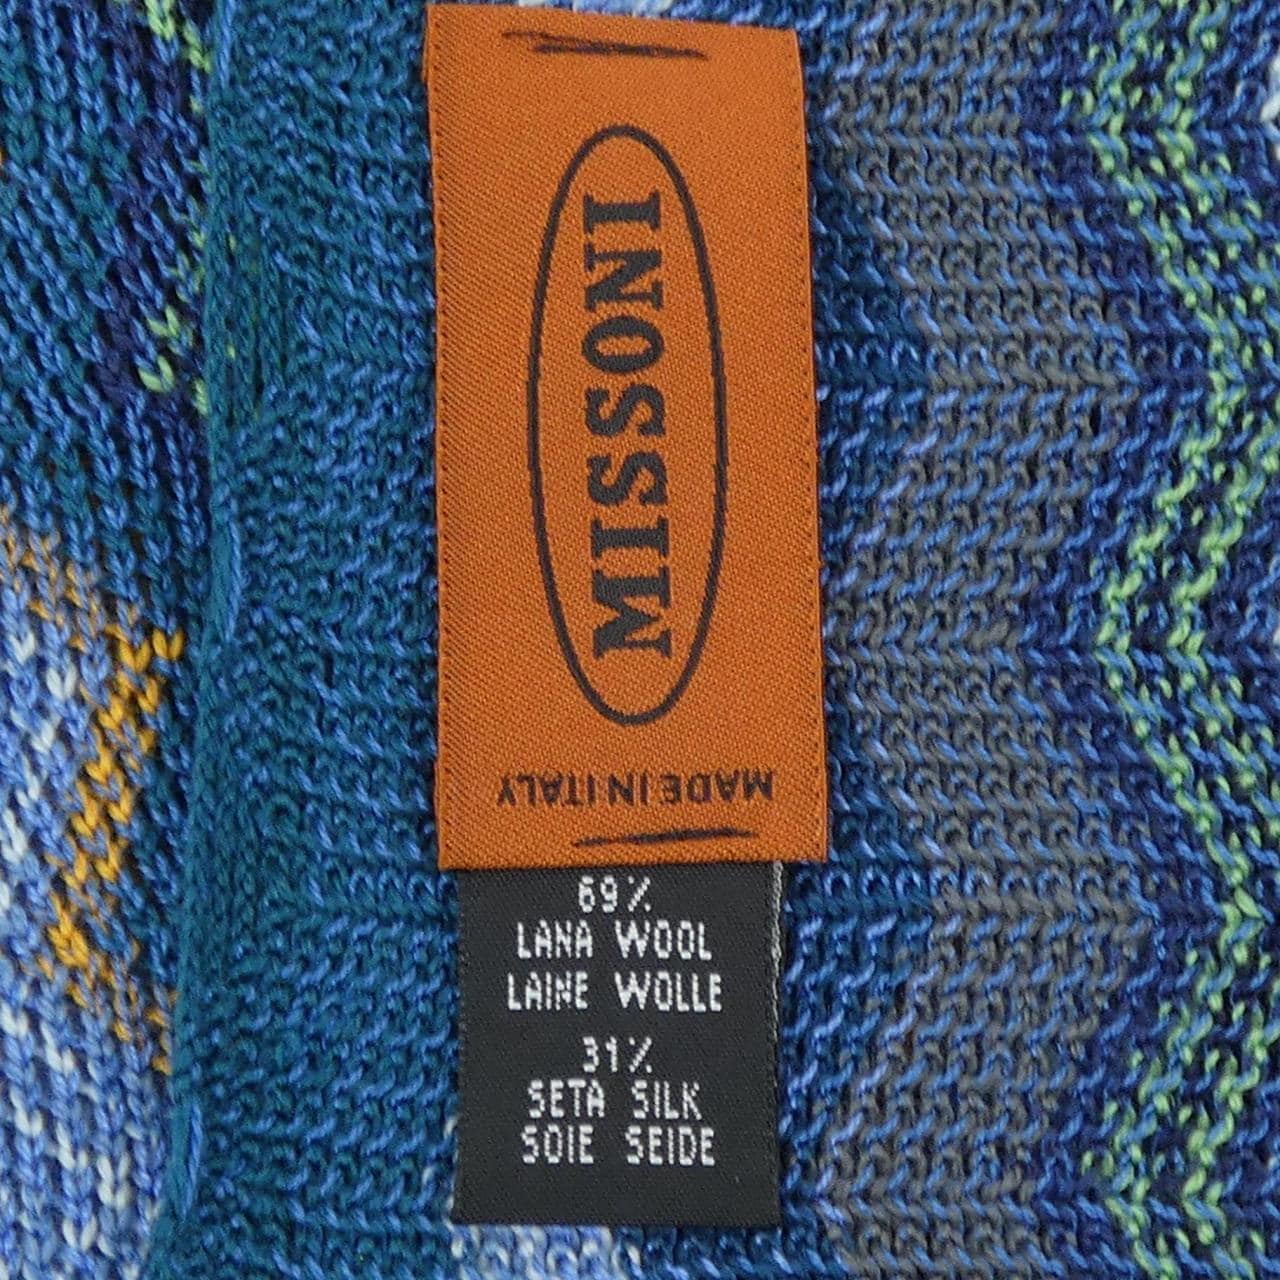 MISSONI
MADE IN ITALY
69%
LANA WOOL
LAINE WOLLE
31%
SETA SILK
SOIE SEIDE